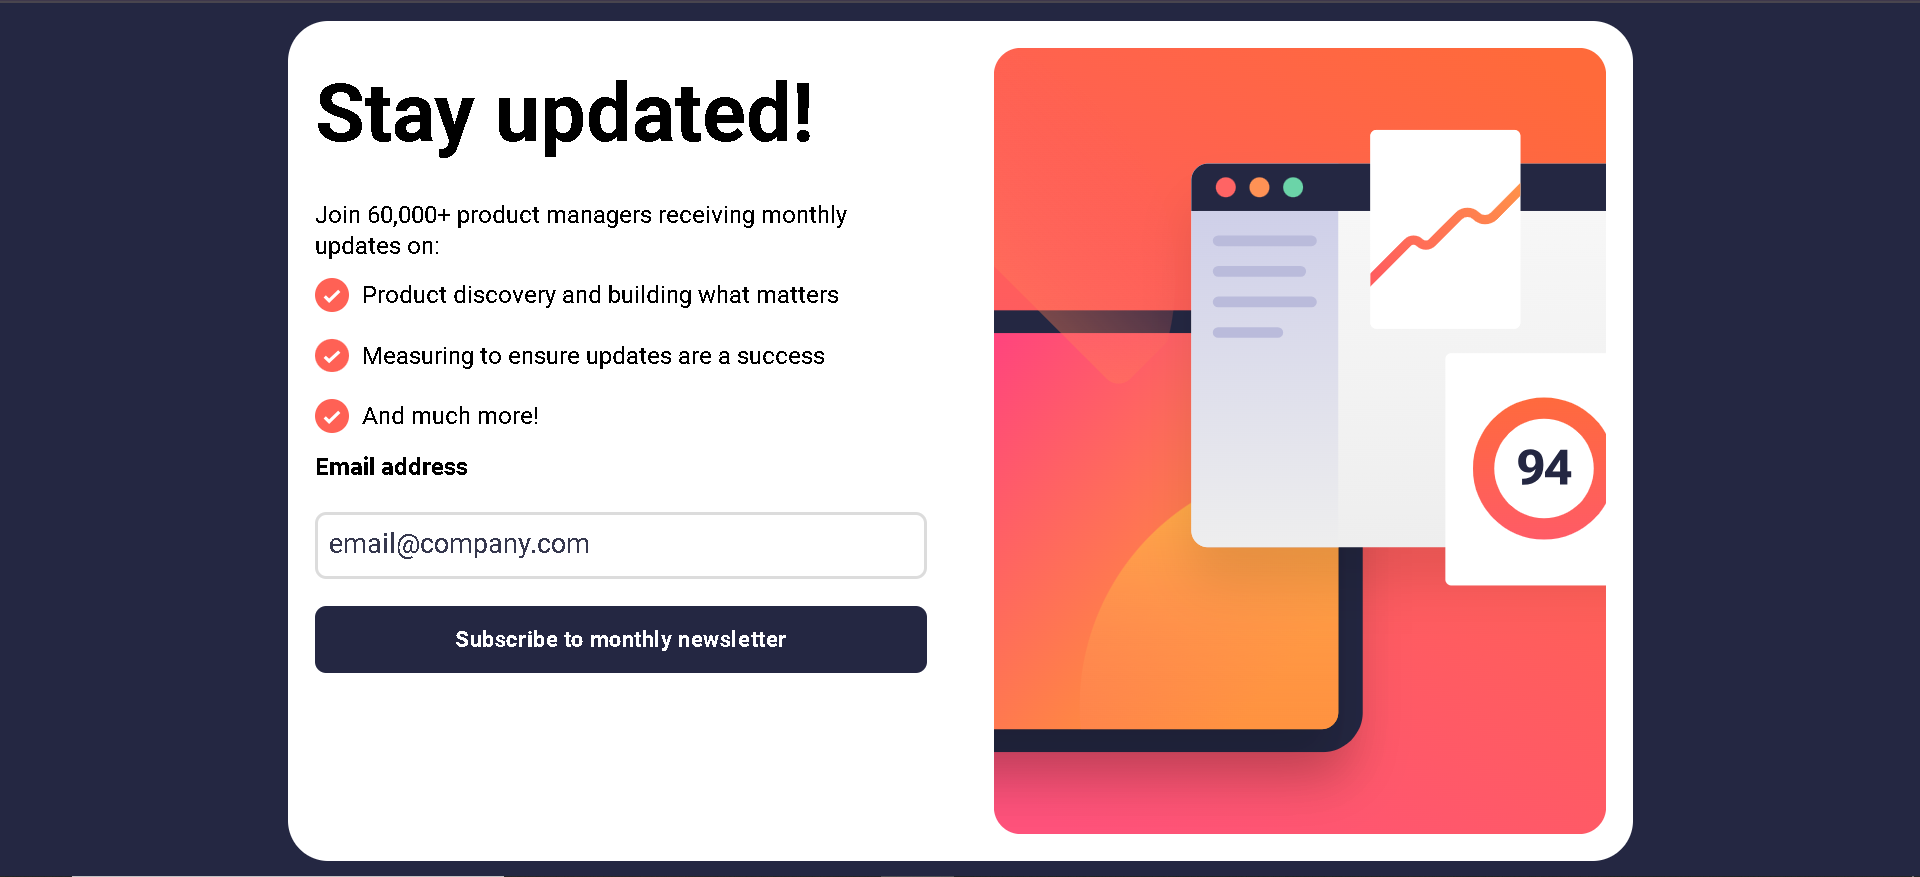 Stay updated!
Join 60,000+ product managers receiving monthly
updates on:
Product discovery and building what matters
Measuring to ensure updates are a success
And much more!
Email address
email@company.com
Subscribe to monthly newsletter
94